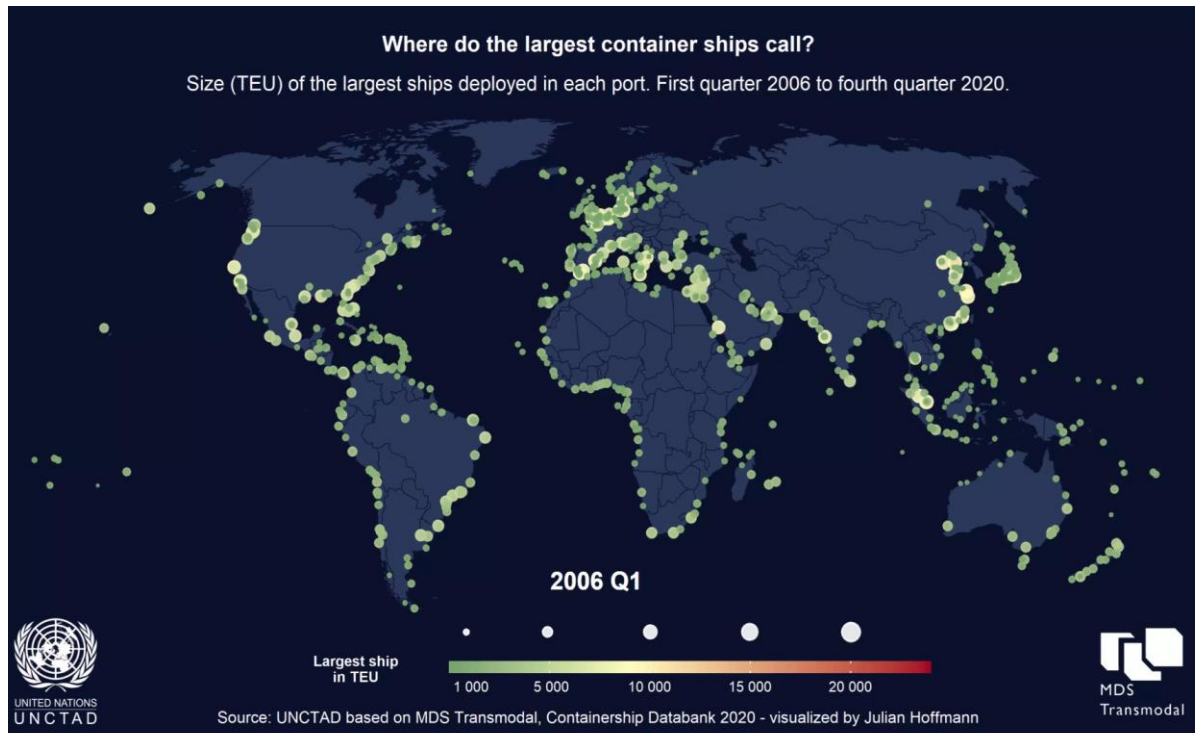 Where do the largest container ships call?
Size (TEU) of the largest ships deployed in each port. First quarter 2006 to fourth quarter 2020.
2006 Q1
Largest ship
in TEU
1 000 5 000 10 000 15 000 20 000
UNITED NATIONS
UNCTAD
Source: UNCTAD based on MDS Transmodal, Containership Databank 2020 - visualized by Julian Hoffmann
MDS
Transmodal